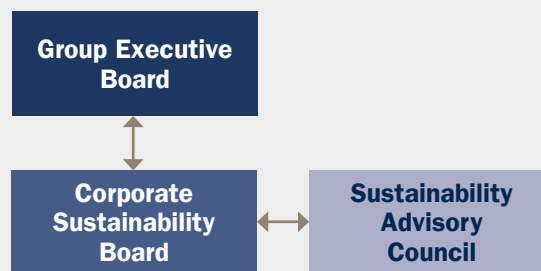 Group Executive
Board
Corporate
Sustainability
Board
Sustainability
Advisory
Council